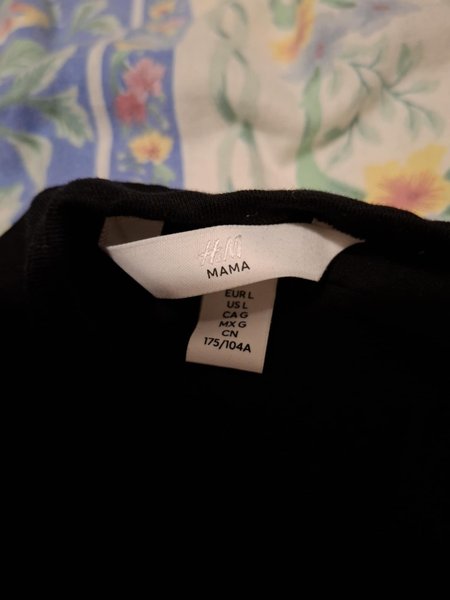 H&M
MAMA
EUR L
US L
CA G
MX G
CN
175/104A